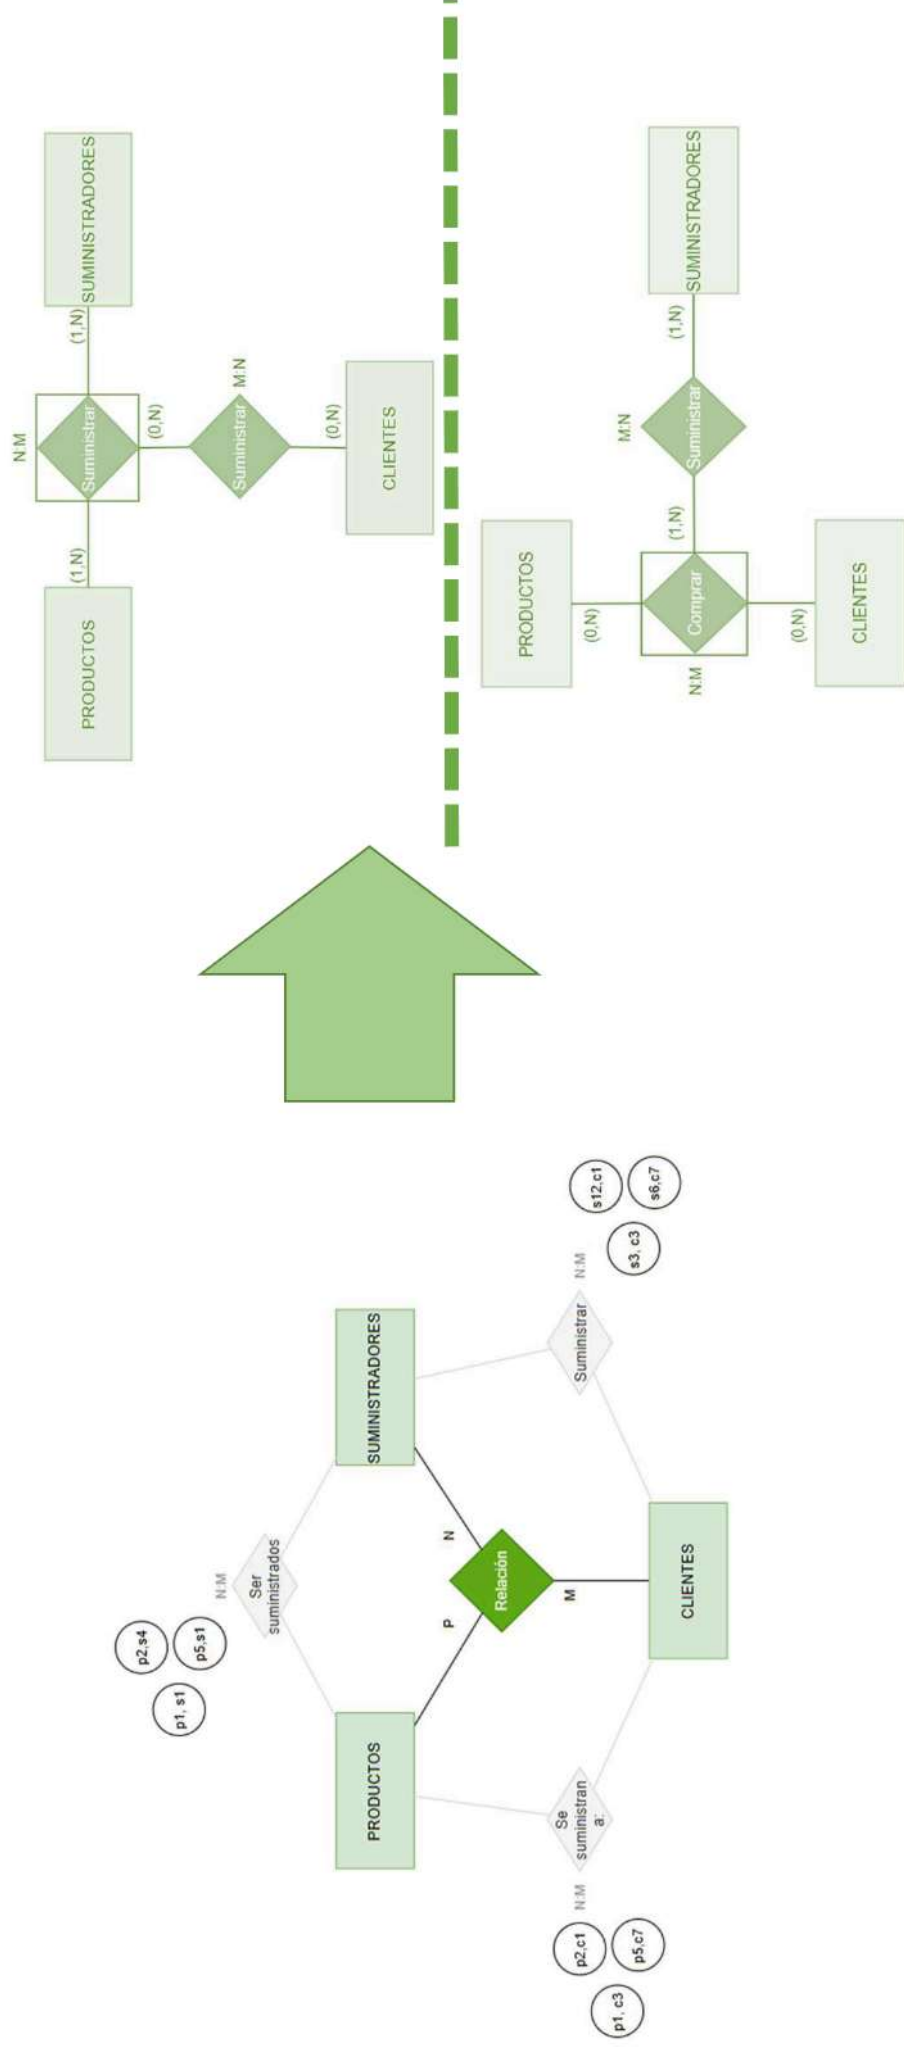 p1, s1
p2,s4
p5,s1
N:M
Ser
suministrados
PRODUCTOS
SUMINISTRADORES
P
N
Relación
M
Se
suministran
a:
N:M
p2,c1
p5,c7
p1, c3
CLIENTES
Suministrar
N:M
s12,c1
s3, c3
s6,c7
N:M
PRODUCTOS
(1,N)
Suministrar
(1,N)
SUMINISTRADORES
(0,N)
Suministrar
M:N
(0,N)
CLIENTES
PRODUCTOS
(0,N)
M:N
N:M
Comprar
(1,N)
Suministrar
(1,N)
SUMINISTRADORES
(0,N)
CLIENTES